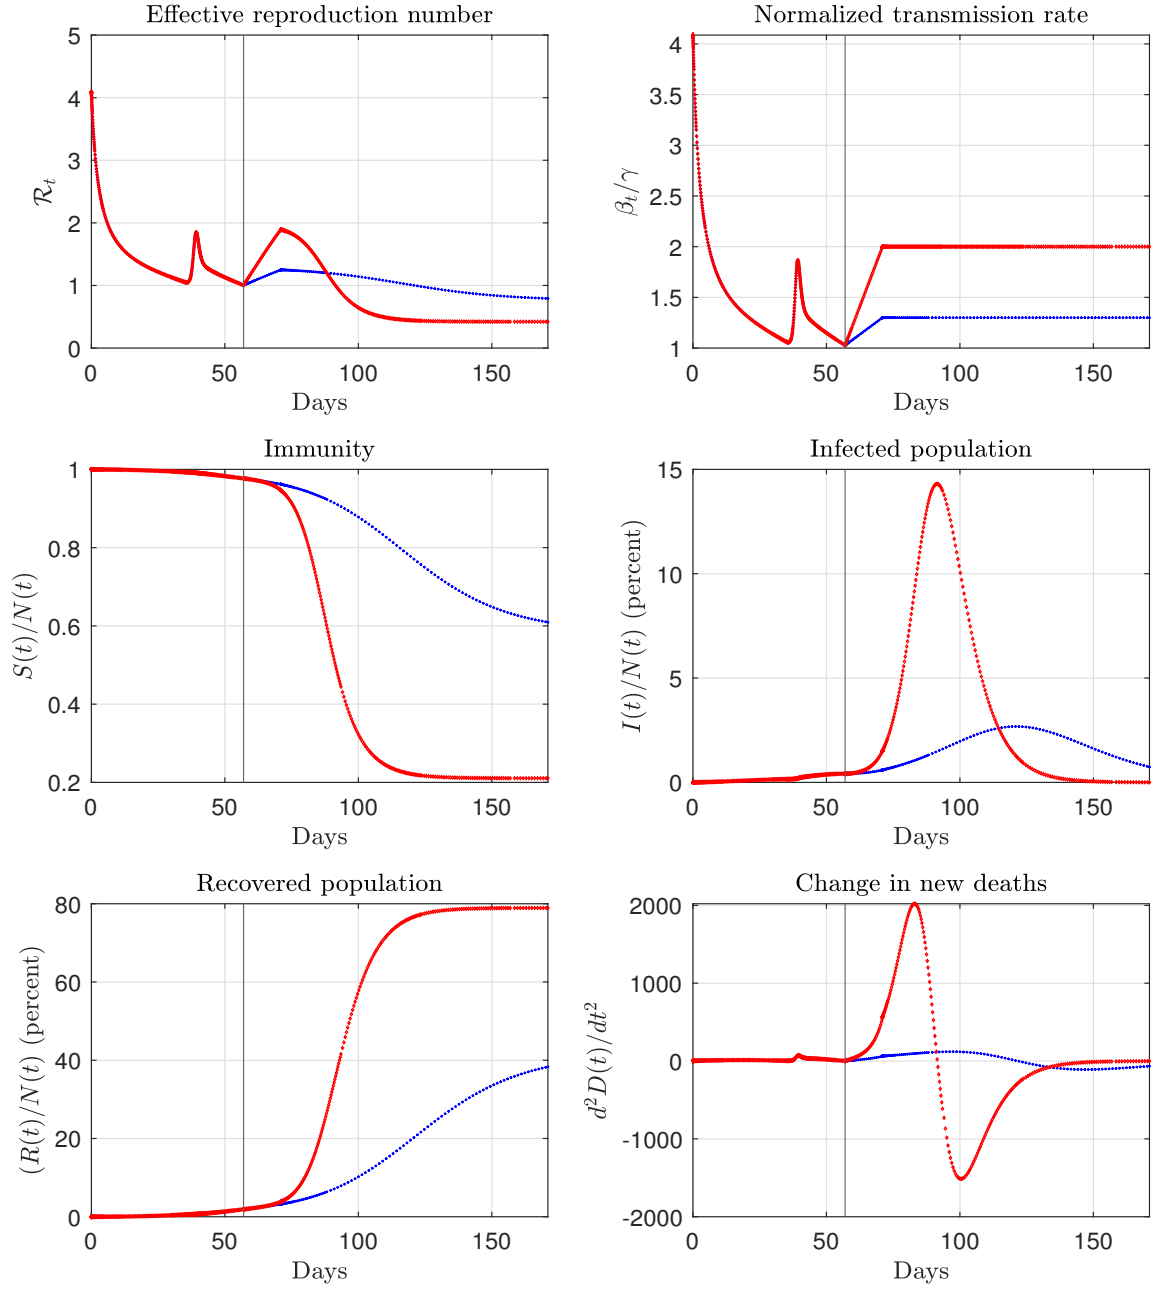 Effective reproduction number
5
4
3
2
1
0
0 50 100 150
Days
ℛ_t
Normalized transmission rate
4
3.5
3
2.5
2
1.5
1
0 50 100 150
Days
β_t/γ
Immunity
1
0.8
0.6
0.4
0.2
0 50 100 150
Days
S(t)/N(t)
Infected population
15
10
5
0
0 50 100 150
Days
I(t)/N(t) (percent)
Recovered population
80
60
40
20
0
0 50 100 150
Days
(R(t)/N(t) (percent)
Change in new deaths
2000
1000
0
-1000
-2000
0 50 100 150
Days
d²D(t)/dt²